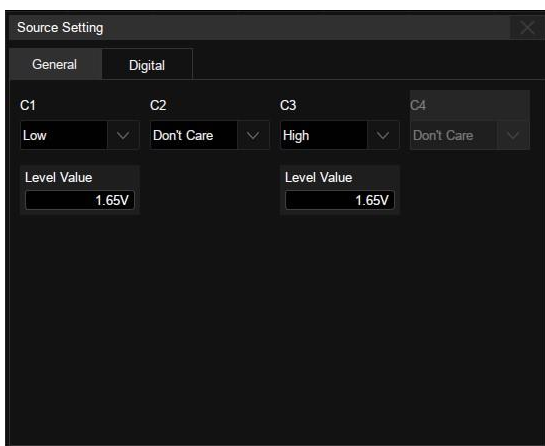 Source Setting
General Digital
C1 C2 C3 C4
Low Don't Care High Don't Care
Level Value Level Value
1.65V 1.65V